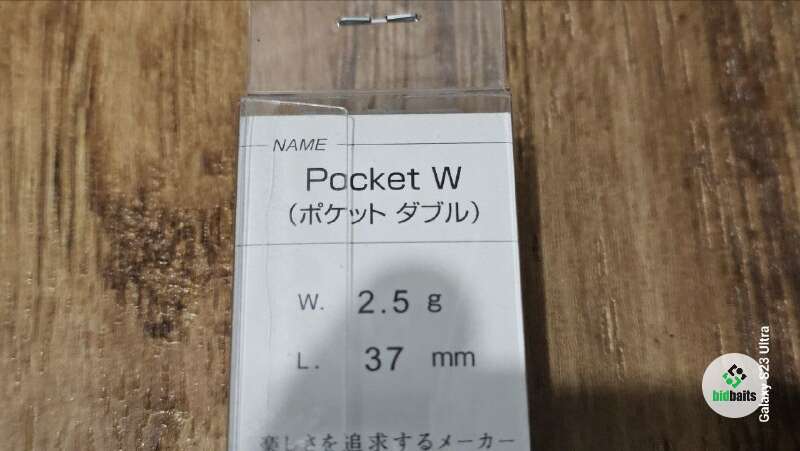 NAME
Pocket W
(ポケット ダブル)
W. 2.5 g
L. 37 mm
楽しさを追求するメーカー
bidbaits
Galaxy S23 Ultra